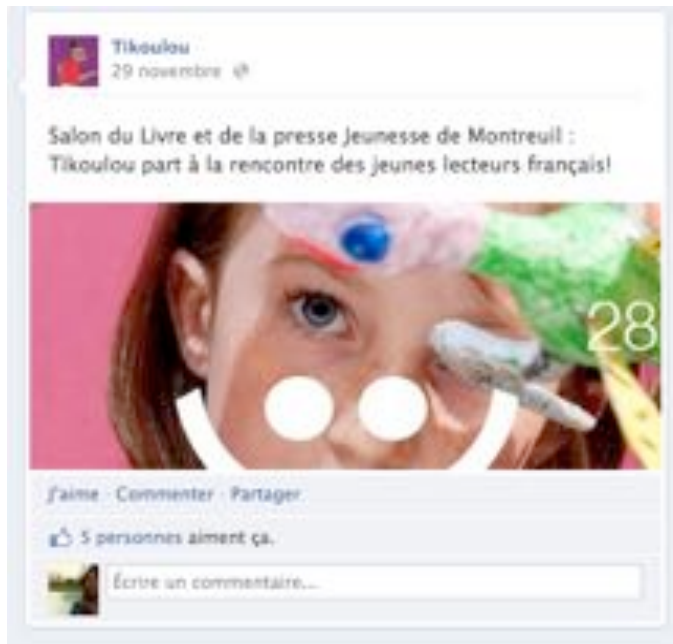 Tikoulou
29 novembre
Salon du Livre et de la presse Jeunesse de Montreuil :
Tikoulou part à la rencontre des jeunes lecteurs français!
28
J'aime · Commenter · Partager
5 personnes aiment ça.
Écrire un commentaire...